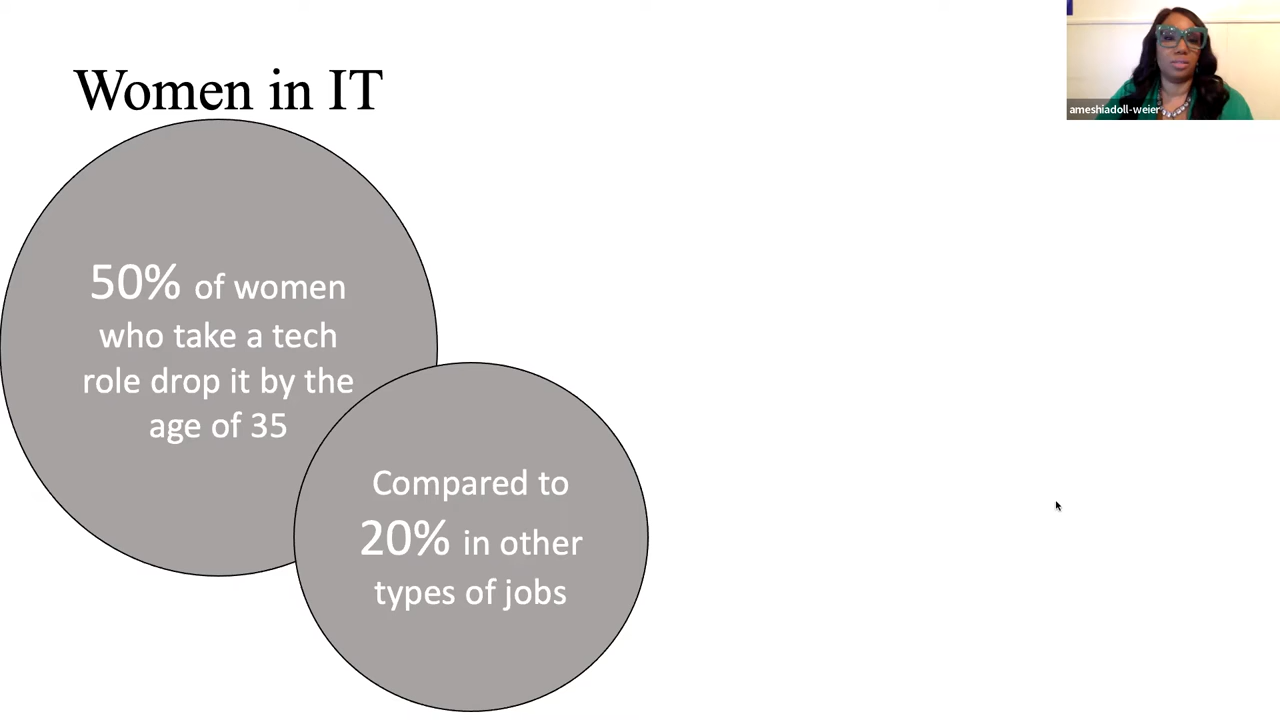 Women in IT
ameshiadoll-weier
50% of women
who take a tech
role drop it by the
age of 35
Compared to
20% in other
types of jobs